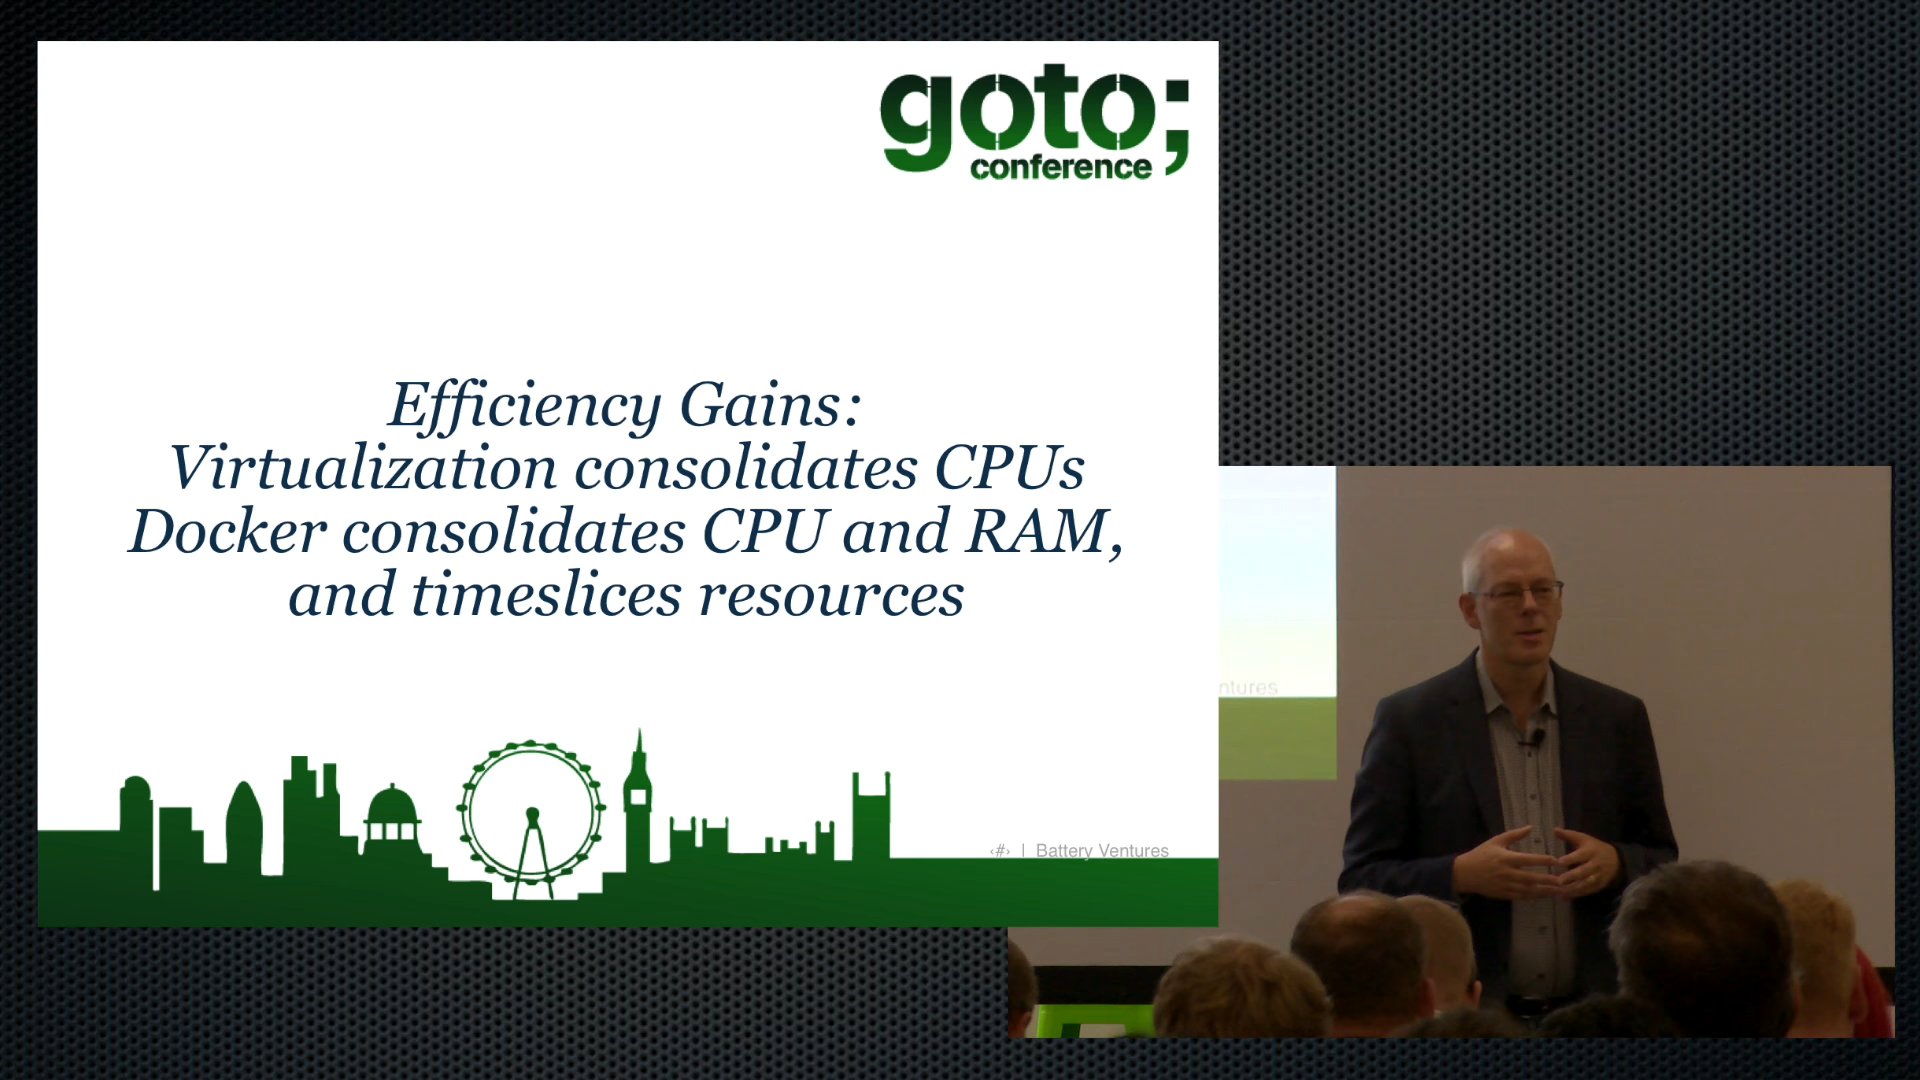 goto;
conference
Efficiency Gains:
Virtualization consolidates CPUs
Docker consolidates CPU and RAM,
and timeslices resources
‹#› | Battery Ventures
ntures